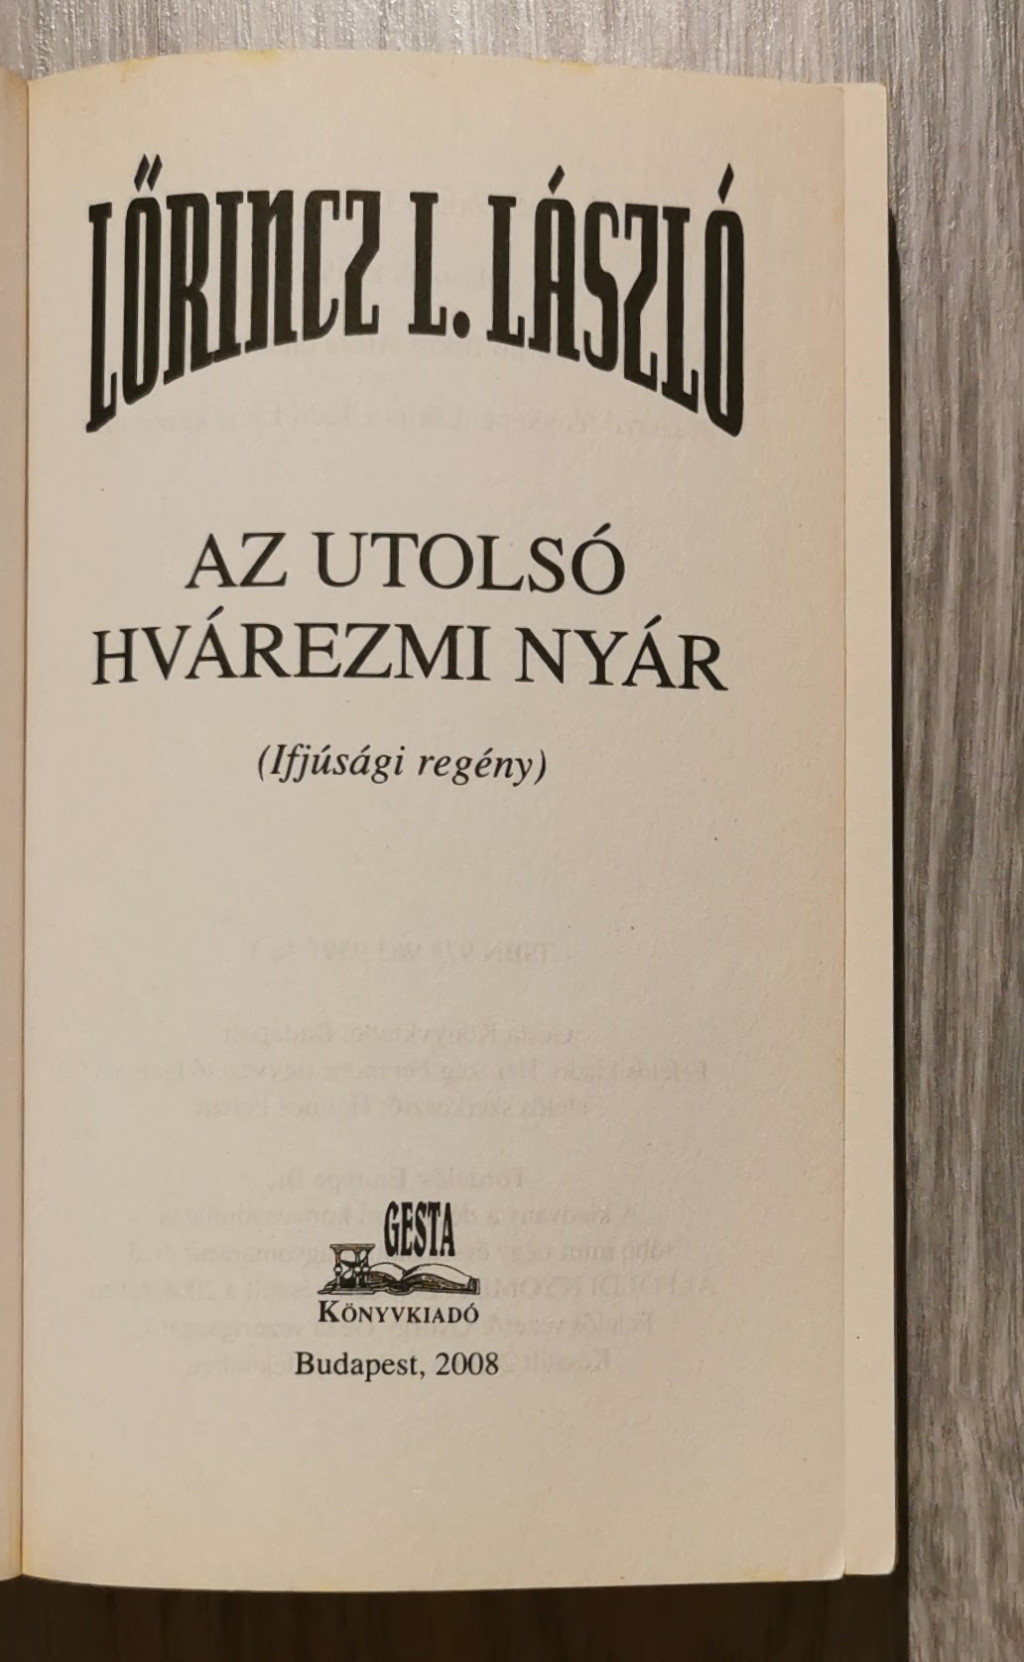 LŐRINCZ L. LÁSZLÓ
AZ UTOLSÓ
HVÁREZMI NYÁR
(Ifjúsági regény)
GESTA
KÖNYVKIADÓ
Budapest, 2008